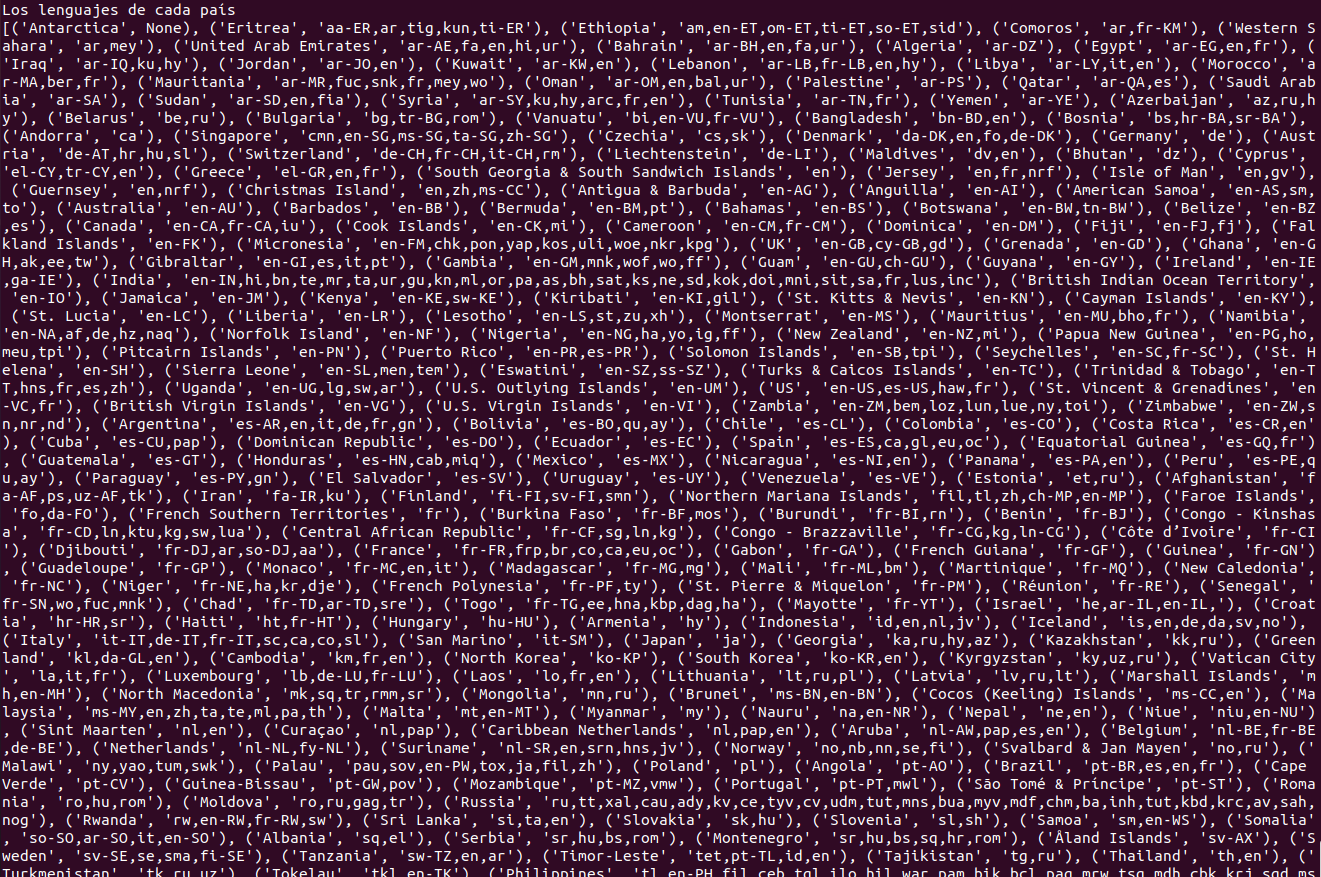 Los lenguajes de cada país
[('Antarctica', None), ('Eritrea', 'aa-ER,ar,tig,kun,ti-ER'), ('Ethiopia', 'am,en-ET,om-ET,ti-ET,so-ET,sid'), ('Comoros', 'ar,fr-KM'), ('Western S
ahara', 'ar,mey'), ('United Arab Emirates', 'ar-AE,fa,en,hi,ur'), ('Bahrain', 'ar-BH,en,fa,ur'), ('Algeria', 'ar-DZ'), ('Egypt', 'ar-EG,en,fr'), (
'Iraq', 'ar-IQ,ku,hy'), ('Jordan', 'ar-JO,en'), ('Kuwait', 'ar-KW,en'), ('Lebanon', 'ar-LB,fr-LB,en,hy'), ('Libya', 'ar-LY,it,en'), ('Morocco', 'a
r-MA,ber,fr'), ('Mauritania', 'ar-MR,fuc,snk,fr,mey,wo'), ('Oman', 'ar-OM,en,bal,ur'), ('Palestine', 'ar-PS'), ('Qatar', 'ar-QA,es'), ('Saudi Arab
ia', 'ar-SA'), ('Sudan', 'ar-SD,en,fia'), ('Syria', 'ar-SY,ku,hy,arc,fr,en'), ('Tunisia', 'ar-TN,fr'), ('Yemen', 'ar-YE'), ('Azerbaijan', 'az,ru,h
y'), ('Belarus', 'be,ru'), ('Bulgaria', 'bg,tr-BG,rom'), ('Vanuatu', 'bi,en-VU,fr-VU'), ('Bangladesh', 'bn-BD,en'), ('Bosnia', 'bs,hr-BA,sr-BA'),
('Andorra', 'ca'), ('Singapore', 'cmn,en-SG,ms-SG,ta-SG,zh-SG'), ('Czechia', 'cs,sk'), ('Denmark', 'da-DK,en,fo,de-DK'), ('Germany', 'de'), ('Aust
ria', 'de-AT,hr,hu,sl'), ('Switzerland', 'de-CH,fr-CH,it-CH,rm'), ('Liechtenstein', 'de-LI'), ('Maldives', 'dv,en'), ('Bhutan', 'dz'), ('Cyprus',
'el-CY,tr-CY,en'), ('Greece', 'el-GR,en,fr'), ('South Georgia & South Sandwich Islands', 'en'), ('Jersey', 'en,fr,nrf'), ('Isle of Man', 'en,gv'),
('Guernsey', 'en,nrf'), ('Christmas Island', 'en,zh,ms-CC'), ('Antigua & Barbuda', 'en-AG'), ('Anguilla', 'en-AI'), ('American Samoa', 'en-AS,sm,
to'), ('Australia', 'en-AU'), ('Barbados', 'en-BB'), ('Bermuda', 'en-BM,pt'), ('Bahamas', 'en-BS'), ('Botswana', 'en-BW,tn-BW'), ('Belize', 'en-BZ
,es'), ('Canada', 'en-CA,fr-CA,iu'), ('Cook Islands', 'en-CK,mi'), ('Cameroon', 'en-CM,fr-CM'), ('Dominica', 'en-DM'), ('Fiji', 'en-FJ,fj'), ('Fal
kland Islands', 'en-FK'), ('Micronesia', 'en-FM,chk,pon,yap,kos,uli,woe,nkr,kpg'), ('UK', 'en-GB,cy-GB,gd'), ('Grenada', 'en-GD'), ('Ghana', 'en-G
H,ak,ee,tw'), ('Gibraltar', 'en-GI,es,it,pt'), ('Gambia', 'en-GM,mnk,wof,wo,ff'), ('Guam', 'en-GU,ch-GU'), ('Guyana', 'en-GY'), ('Ireland', 'en-IE
,ga-IE'), ('India', 'en-IN,hi,bn,te,mr,ta,ur,gu,kn,ml,or,pa,as,bh,sat,ks,ne,sd,kok,doi,mni,sit,sa,fr,lus,inc'), ('British Indian Ocean Territory',
'en-IO'), ('Jamaica', 'en-JM'), ('Kenya', 'en-KE,sw-KE'), ('Kiribati', 'en-KI,gil'), ('St. Kitts & Nevis', 'en-KN'), ('Cayman Islands', 'en-KY'),
('St. Lucia', 'en-LC'), ('Liberia', 'en-LR'), ('Lesotho', 'en-LS,st,zu,xh'), ('Montserrat', 'en-MS'), ('Mauritius', 'en-MU,bho,fr'), ('Namibia',
'en-NA,af,de,hz,naq'), ('Norfolk Island', 'en-NF'), ('Nigeria', 'en-NG,ha,yo,ig,ff'), ('New Zealand', 'en-NZ,mi'), ('Papua New Guinea', 'en-PG,ho,
meu,tpi'), ('Pitcairn Islands', 'en-PN'), ('Puerto Rico', 'en-PR,es-PR'), ('Solomon Islands', 'en-SB,tpi'), ('Seychelles', 'en-SC,fr-SC'), ('St. H
elena', 'en-SH'), ('Sierra Leone', 'en-SL,men,tem'), ('Eswatini', 'en-SZ,ss-SZ'), ('Turks & Caicos Islands', 'en-TC'), ('Trinidad & Tobago', 'en-T
T,hns,fr,es,zh'), ('Uganda', 'en-UG,lg,sw,ar'), ('U.S. Outlying Islands', 'en-UM'), ('US', 'en-US,es-US,haw,fr'), ('St. Vincent & Grenadines', 'en
-VC,fr'), ('British Virgin Islands', 'en-VG'), ('U.S. Virgin Islands', 'en-VI'), ('Zambia', 'en-ZM,bem,loz,lun,lue,ny,toi'), ('Zimbabwe', 'en-ZW,s
n,nr,nd'), ('Argentina', 'es-AR,en,it,de,fr,gn'), ('Bolivia', 'es-BO,qu,ay'), ('Chile', 'es-CL'), ('Colombia', 'es-CO'), ('Costa Rica', 'es-CR,en'
), ('Cuba', 'es-CU,pap'), ('Dominican Republic', 'es-DO'), ('Ecuador', 'es-EC'), ('Spain', 'es-ES,ca,gl,eu,oc'), ('Equatorial Guinea', 'es-GQ,fr')
, ('Guatemala', 'es-GT'), ('Honduras', 'es-HN,cab,miq'), ('Mexico', 'es-MX'), ('Nicaragua', 'es-NI,en'), ('Panama', 'es-PA,en'), ('Peru', 'es-PE,q
u,ay'), ('Paraguay', 'es-PY,gn'), ('El Salvador', 'es-SV'), ('Uruguay', 'es-UY'), ('Venezuela', 'es-VE'), ('Estonia', 'et,ru'), ('Afghanistan', 'f
a-AF,ps,uz-AF,tk'), ('Iran', 'fa-IR,ku'), ('Finland', 'fi-FI,sv-FI,smn'), ('Northern Mariana Islands', 'fil,tl,zh,ch-MP,en-MP'), ('Faroe Islands',
'fo,da-FO'), ('French Southern Territories', 'fr'), ('Burkina Faso', 'fr-BF,mos'), ('Burundi', 'fr-BI,rn'), ('Benin', 'fr-BJ'), ('Congo - Kinshas
a', 'fr-CD,ln,ktu,kg,sw,lua'), ('Central African Republic', 'fr-CF,sg,ln,kg'), ('Congo - Brazzaville', 'fr-CG,kg,ln-CG'), ('Côte d’Ivoire', 'fr-CI
'), ('Djibouti', 'fr-DJ,ar,so-DJ,aa'), ('France', 'fr-FR,frp,br,co,ca,eu,oc'), ('Gabon', 'fr-GA'), ('French Guiana', 'fr-GF'), ('Guinea', 'fr-GN')
, ('Guadeloupe', 'fr-GP'), ('Monaco', 'fr-MC,en,it'), ('Madagascar', 'fr-MG,mg'), ('Mali', 'fr-ML,bm'), ('Martinique', 'fr-MQ'), ('New Caledonia',
'fr-NC'), ('Niger', 'fr-NE,ha,kr,dje'), ('French Polynesia', 'fr-PF,ty'), ('St. Pierre & Miquelon', 'fr-PM'), ('Réunion', 'fr-RE'), ('Senegal', '
fr-SN,wo,fuc,mnk'), ('Chad', 'fr-TD,ar-TD,sre'), ('Togo', 'fr-TG,ee,hna,kbp,dag,ha'), ('Mayotte', 'fr-YT'), ('Israel', 'he,ar-IL,en-IL,'), ('Croat
ia', 'hr-HR,sr'), ('Haiti', 'ht,fr-HT'), ('Hungary', 'hu-HU'), ('Armenia', 'hy'), ('Indonesia', 'id,en,nl,jv'), ('Iceland', 'is,en,de,da,sv,no'),
('Italy', 'it-IT,de-IT,fr-IT,sc,ca,co,sl'), ('San Marino', 'it-SM'), ('Japan', 'ja'), ('Georgia', 'ka,ru,hy,az'), ('Kazakhstan', 'kk,ru'), ('Green
land', 'kl,da-GL,en'), ('Cambodia', 'km,fr,en'), ('North Korea', 'ko-KP'), ('South Korea', 'ko-KR,en'), ('Kyrgyzstan', 'ky,uz,ru'), ('Vatican City
', 'la,it,fr'), ('Luxembourg', 'lb,de-LU,fr-LU'), ('Laos', 'lo,fr,en'), ('Lithuania', 'lt,ru,pl'), ('Latvia', 'lv,ru,lt'), ('Marshall Islands', 'm
h,en-MH'), ('North Macedonia', 'mk,sq,tr,rmm,sr'), ('Mongolia', 'mn,ru'), ('Brunei', 'ms-BN,en-BN'), ('Cocos (Keeling) Islands', 'ms-CC,en'), ('Ma
laysia', 'ms-MY,en,zh,ta,te,ml,pa,th'), ('Malta', 'mt,en-MT'), ('Myanmar', 'my'), ('Nauru', 'na,en-NR'), ('Nepal', 'ne,en'), ('Niue', 'niu,en-NU')
, ('Sint Maarten', 'nl,en'), ('Curaçao', 'nl,pap'), ('Caribbean Netherlands', 'nl,pap,en'), ('Aruba', 'nl-AW,pap,es,en'), ('Belgium', 'nl-BE,fr-BE
,de-BE'), ('Netherlands', 'nl-NL,fy-NL'), ('Suriname', 'nl-SR,en,srn,hns,jv'), ('Norway', 'no,nb,nn,se,fi'), ('Svalbard & Jan Mayen', 'no,ru'), ('
Malawi', 'ny,yao,tum,swk'), ('Palau', 'pau,sov,en-PW,tox,ja,fil,zh'), ('Poland', 'pl'), ('Angola', 'pt-AO'), ('Brazil', 'pt-BR,es,en,fr'), ('Cape
Verde', 'pt-CV'), ('Guinea-Bissau', 'pt-GW,pov'), ('Mozambique', 'pt-MZ,vmw'), ('Portugal', 'pt-PT,mwl'), ('São Tomé & Príncipe', 'pt-ST'), ('Roma
nia', 'ro,hu,rom'), ('Moldova', 'ro,ru,gag,tr'), ('Russia', 'ru,tt,xal,cau,ady,kv,ce,tyv,cv,udm,tut,mns,bua,myv,mdf,chm,ba,inh,tut,kbd,krc,av,sah,
nog'), ('Rwanda', 'rw,en-RW,fr-RW,sw'), ('Sri Lanka', 'si,ta,en'), ('Slovakia', 'sk,hu'), ('Slovenia', 'sl,sh'), ('Samoa', 'sm,en-WS'), ('Somalia'
, 'so-SO,ar-SO,it,en-SO'), ('Albania', 'sq,el'), ('Serbia', 'sr,hu,bs,rom'), ('Montenegro', 'sr,hu,bs,sq,hr,rom'), ('Åland Islands', 'sv-AX'), ('S
weden', 'sv-SE,se,sma,fi-SE'), ('Tanzania', 'sw-TZ,en,ar'), ('Timor-Leste', 'tet,pt-TL,id,en'), ('Tajikistan', 'tg,ru'), ('Thailand', 'th,en'), ('
Turkmenistan', 'tk,ru,uz'), ('Tokelau', 'tkl,en-TK'), ('Philippines', 'tl,en-PH,fil,ceb,tgl,ilo,hil,war,pam,bik,bcl,pag,mrw,tsg,mdh,cbk,krj,sgd,ms